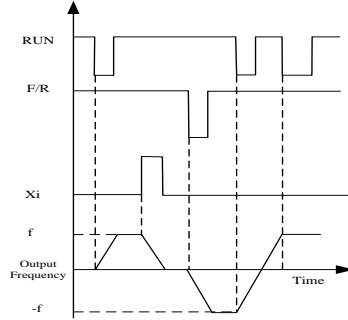 RUN
F/R
Xi
f
Output
Frequency
Time
-f